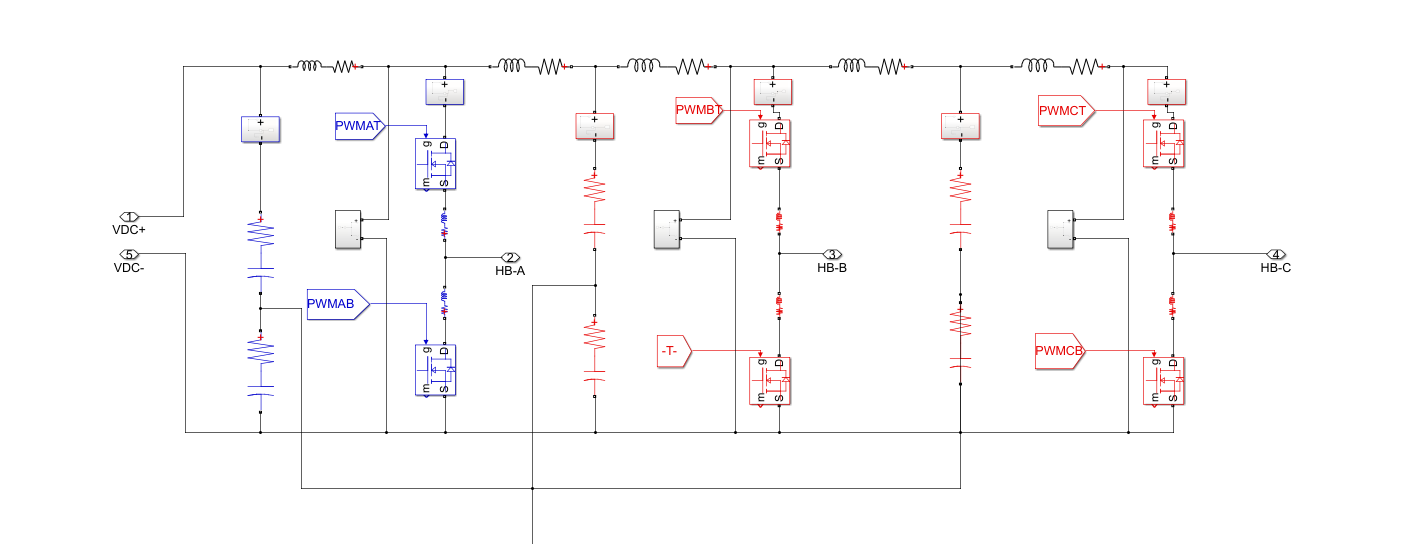 PWMAT
PWMBT
PWMCT
g
D
m
S
g
D
m
S
g
D
m
S
1
VDC+
5
VDC-
2
HB-A
3
HB-B
4
HB-C
PWMAB
-T-
PWMCB
g
D
m
S
g
D
m
S
g
D
m
S